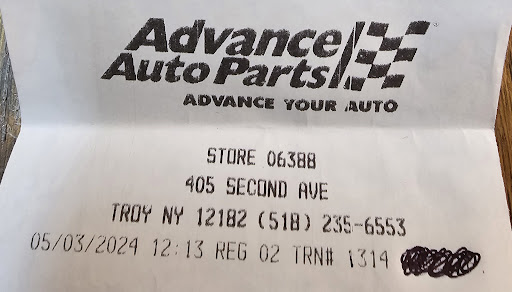 Advance
Auto Parts
ADVANCE YOUR AUTO
STORE 06388
405 SECOND AVE
TROY NY 12182 (518) 235-6553
05/03/2024 12:13 REG 02 TRN# 1314